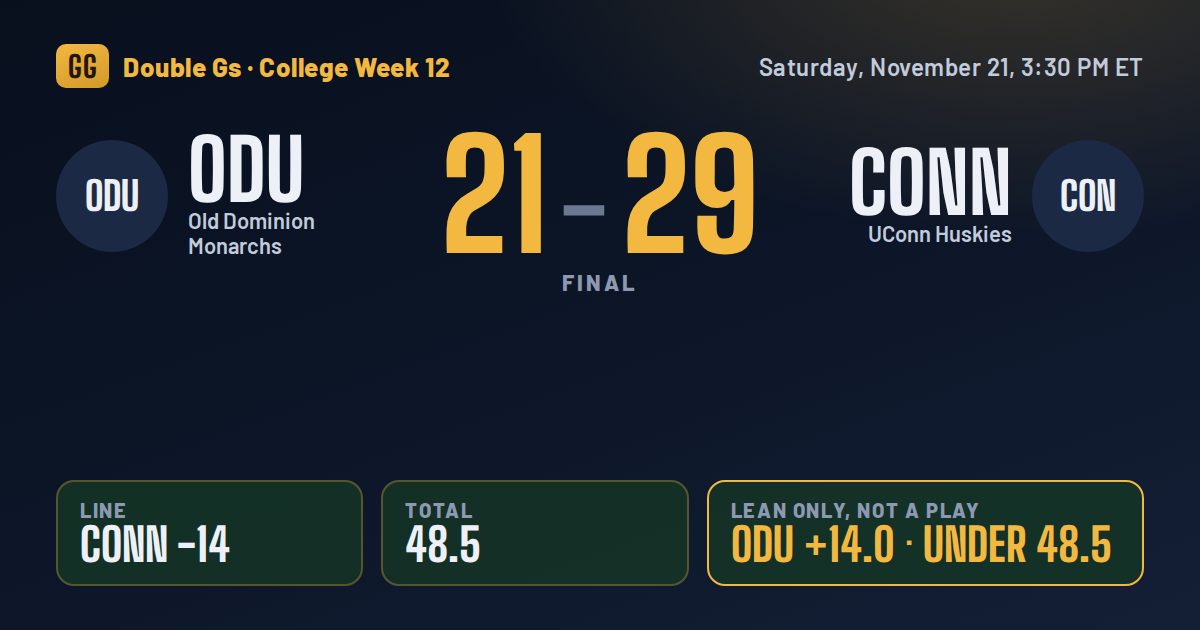 GG
Double Gs · College Week 12
Saturday, November 21, 3:30 PM ET
ODU
ODU
Old Dominion
Monarchs
21 – 29
FINAL
CONN
UConn Huskies
CON
LINE
CONN −14
TOTAL
48.5
LEAN ONLY, NOT A PLAY
ODU +14.0 · UNDER 48.5